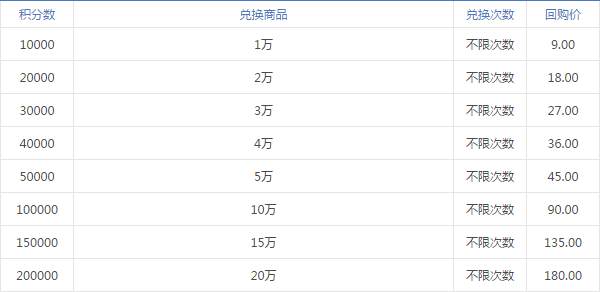 积分数 兑换商品 兑换次数 回购价
10000 1万 不限次数 9.00
20000 2万 不限次数 18.00
30000 3万 不限次数 27.00
40000 4万 不限次数 36.00
50000 5万 不限次数 45.00
100000 10万 不限次数 90.00
150000 15万 不限次数 135.00
200000 20万 不限次数 180.00